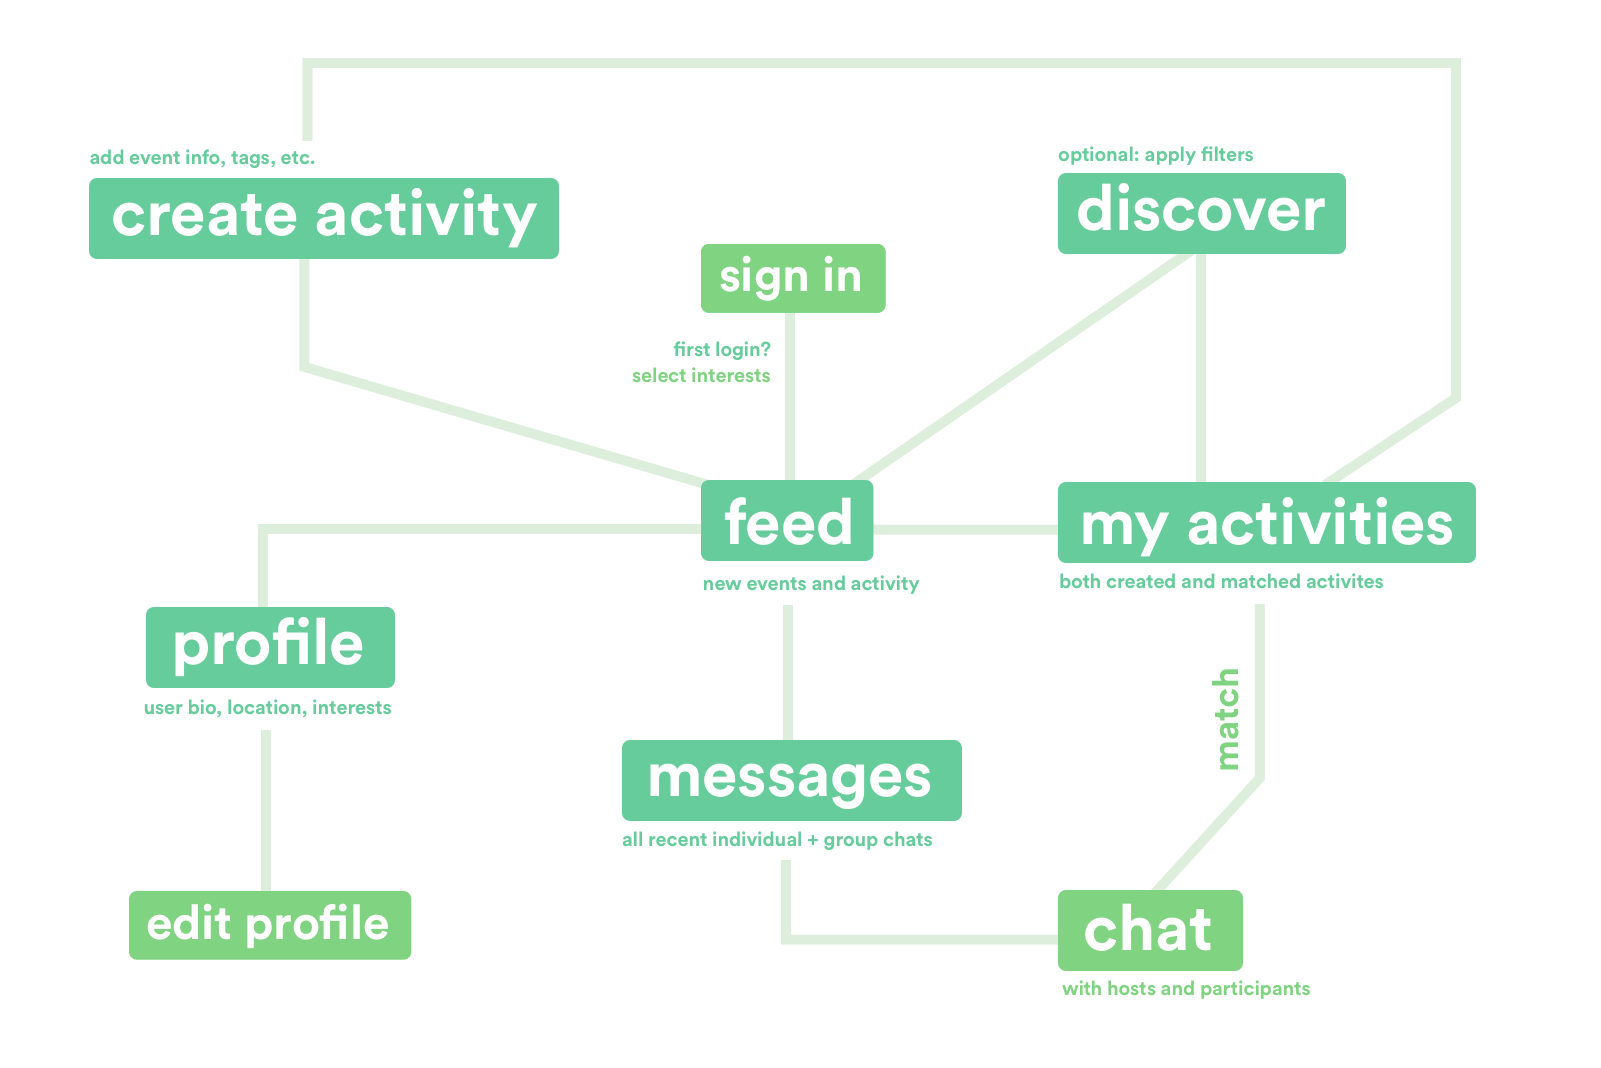 add event info, tags, etc.
create activity
optional: apply filters
discover
sign in
first login?
select interests
feed
new events and activity
my activities
both created and matched activites
profile
user bio, location, interests
match
messages
all recent individual + group chats
edit profile
chat
with hosts and participants